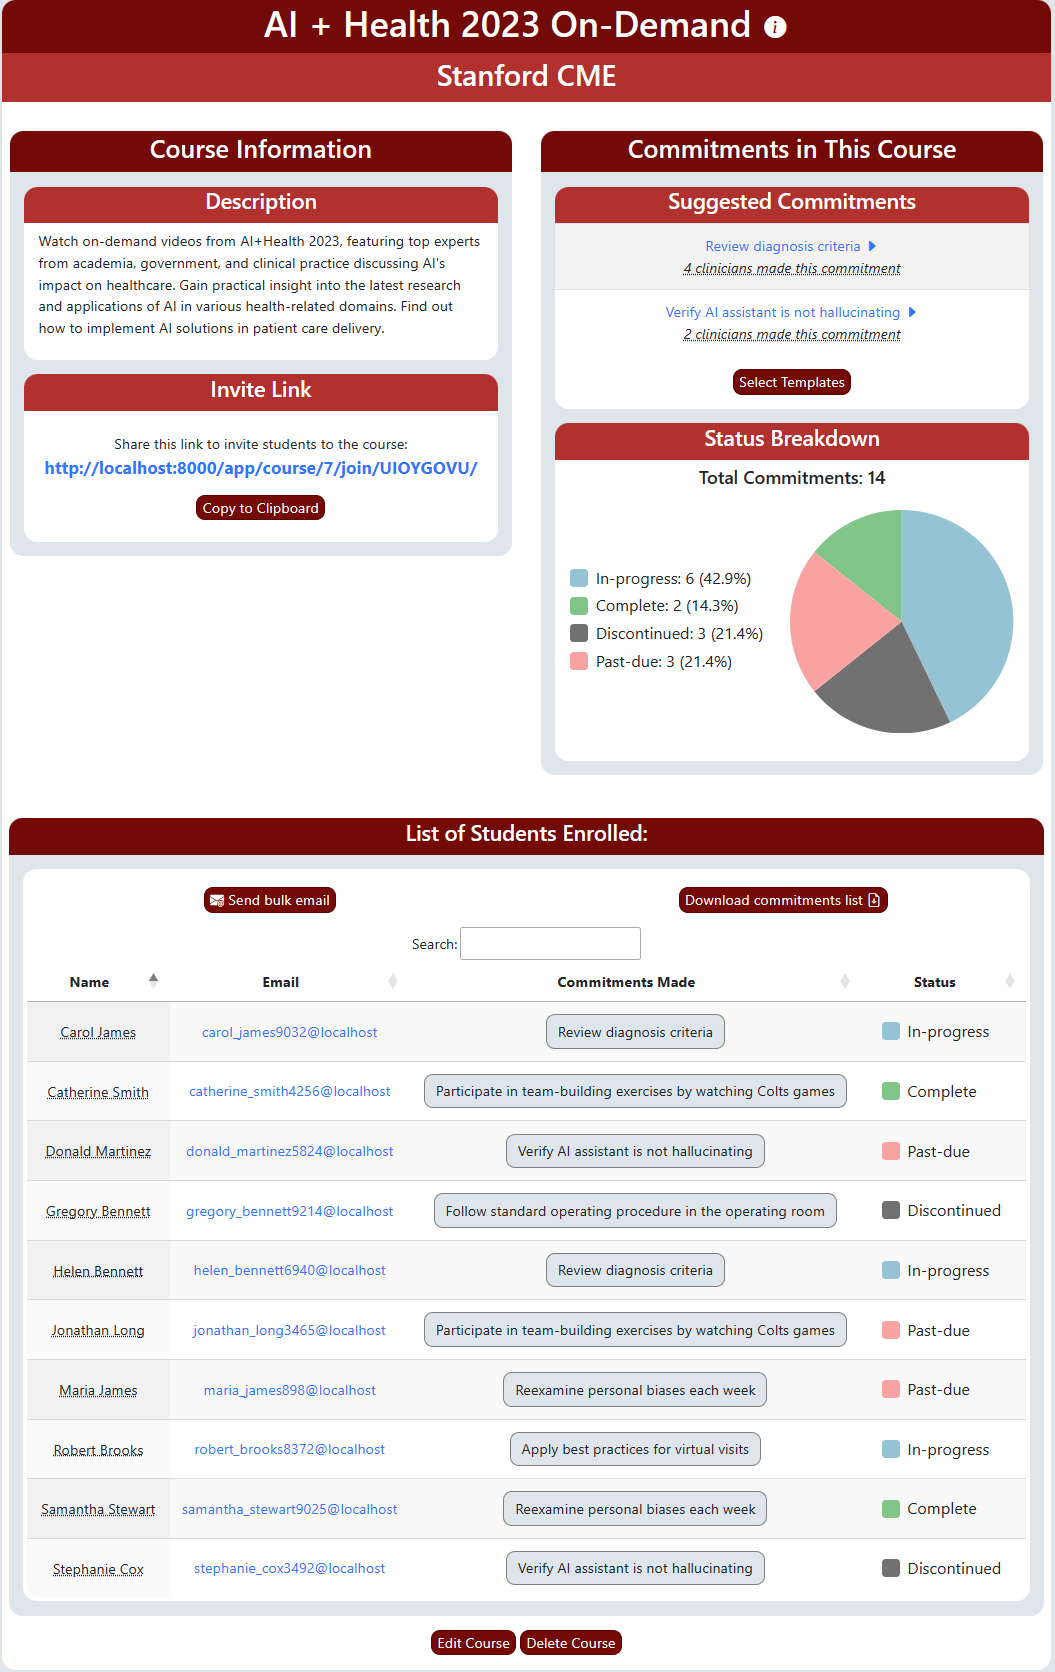 AI + Health 2023 On-Demand
Stanford CME
Course Information
Description
Watch on-demand videos from AI+Health 2023, featuring top experts
from academia, government, and clinical practice discussing AI's
impact on healthcare. Gain practical insight into the latest research
and applications of AI in various health-related domains. Find out
how to implement AI solutions in patient care delivery.
Invite Link
Share this link to invite students to the course:
http://localhost:8000/app/course/7/join/UIOYGOVU/
Copy to Clipboard
Commitments in This Course
Suggested Commitments
Review diagnosis criteria
4 clinicians made this commitment
Verify AI assistant is not hallucinating
2 clinicians made this commitment
Select Templates
Status Breakdown
Total Commitments: 14
In-progress: 6 (42.9%)
Complete: 2 (14.3%)
Discontinued: 3 (21.4%)
Past-due: 3 (21.4%)
List of Students Enrolled:
Send bulk email Download commitments list
Search:
Name Email Commitments Made Status
Carol James carol_james9032@localhost Review diagnosis criteria In-progress
Catherine Smith catherine_smith4256@localhost Participate in team-building exercises by watching Colts games Complete
Donald Martinez donald_martinez5824@localhost Verify AI assistant is not hallucinating Past-due
Gregory Bennett gregory_bennett9214@localhost Follow standard operating procedure in the operating room Discontinued
Helen Bennett helen_bennett6940@localhost Review diagnosis criteria In-progress
Jonathan Long jonathan_long3465@localhost Participate in team-building exercises by watching Colts games Past-due
Maria James maria_james898@localhost Reexamine personal biases each week Past-due
Robert Brooks robert_brooks8372@localhost Apply best practices for virtual visits In-progress
Samantha Stewart samantha_stewart9025@localhost Reexamine personal biases each week Complete
Stephanie Cox stephanie_cox3492@localhost Verify AI assistant is not hallucinating Discontinued
Edit Course Delete Course